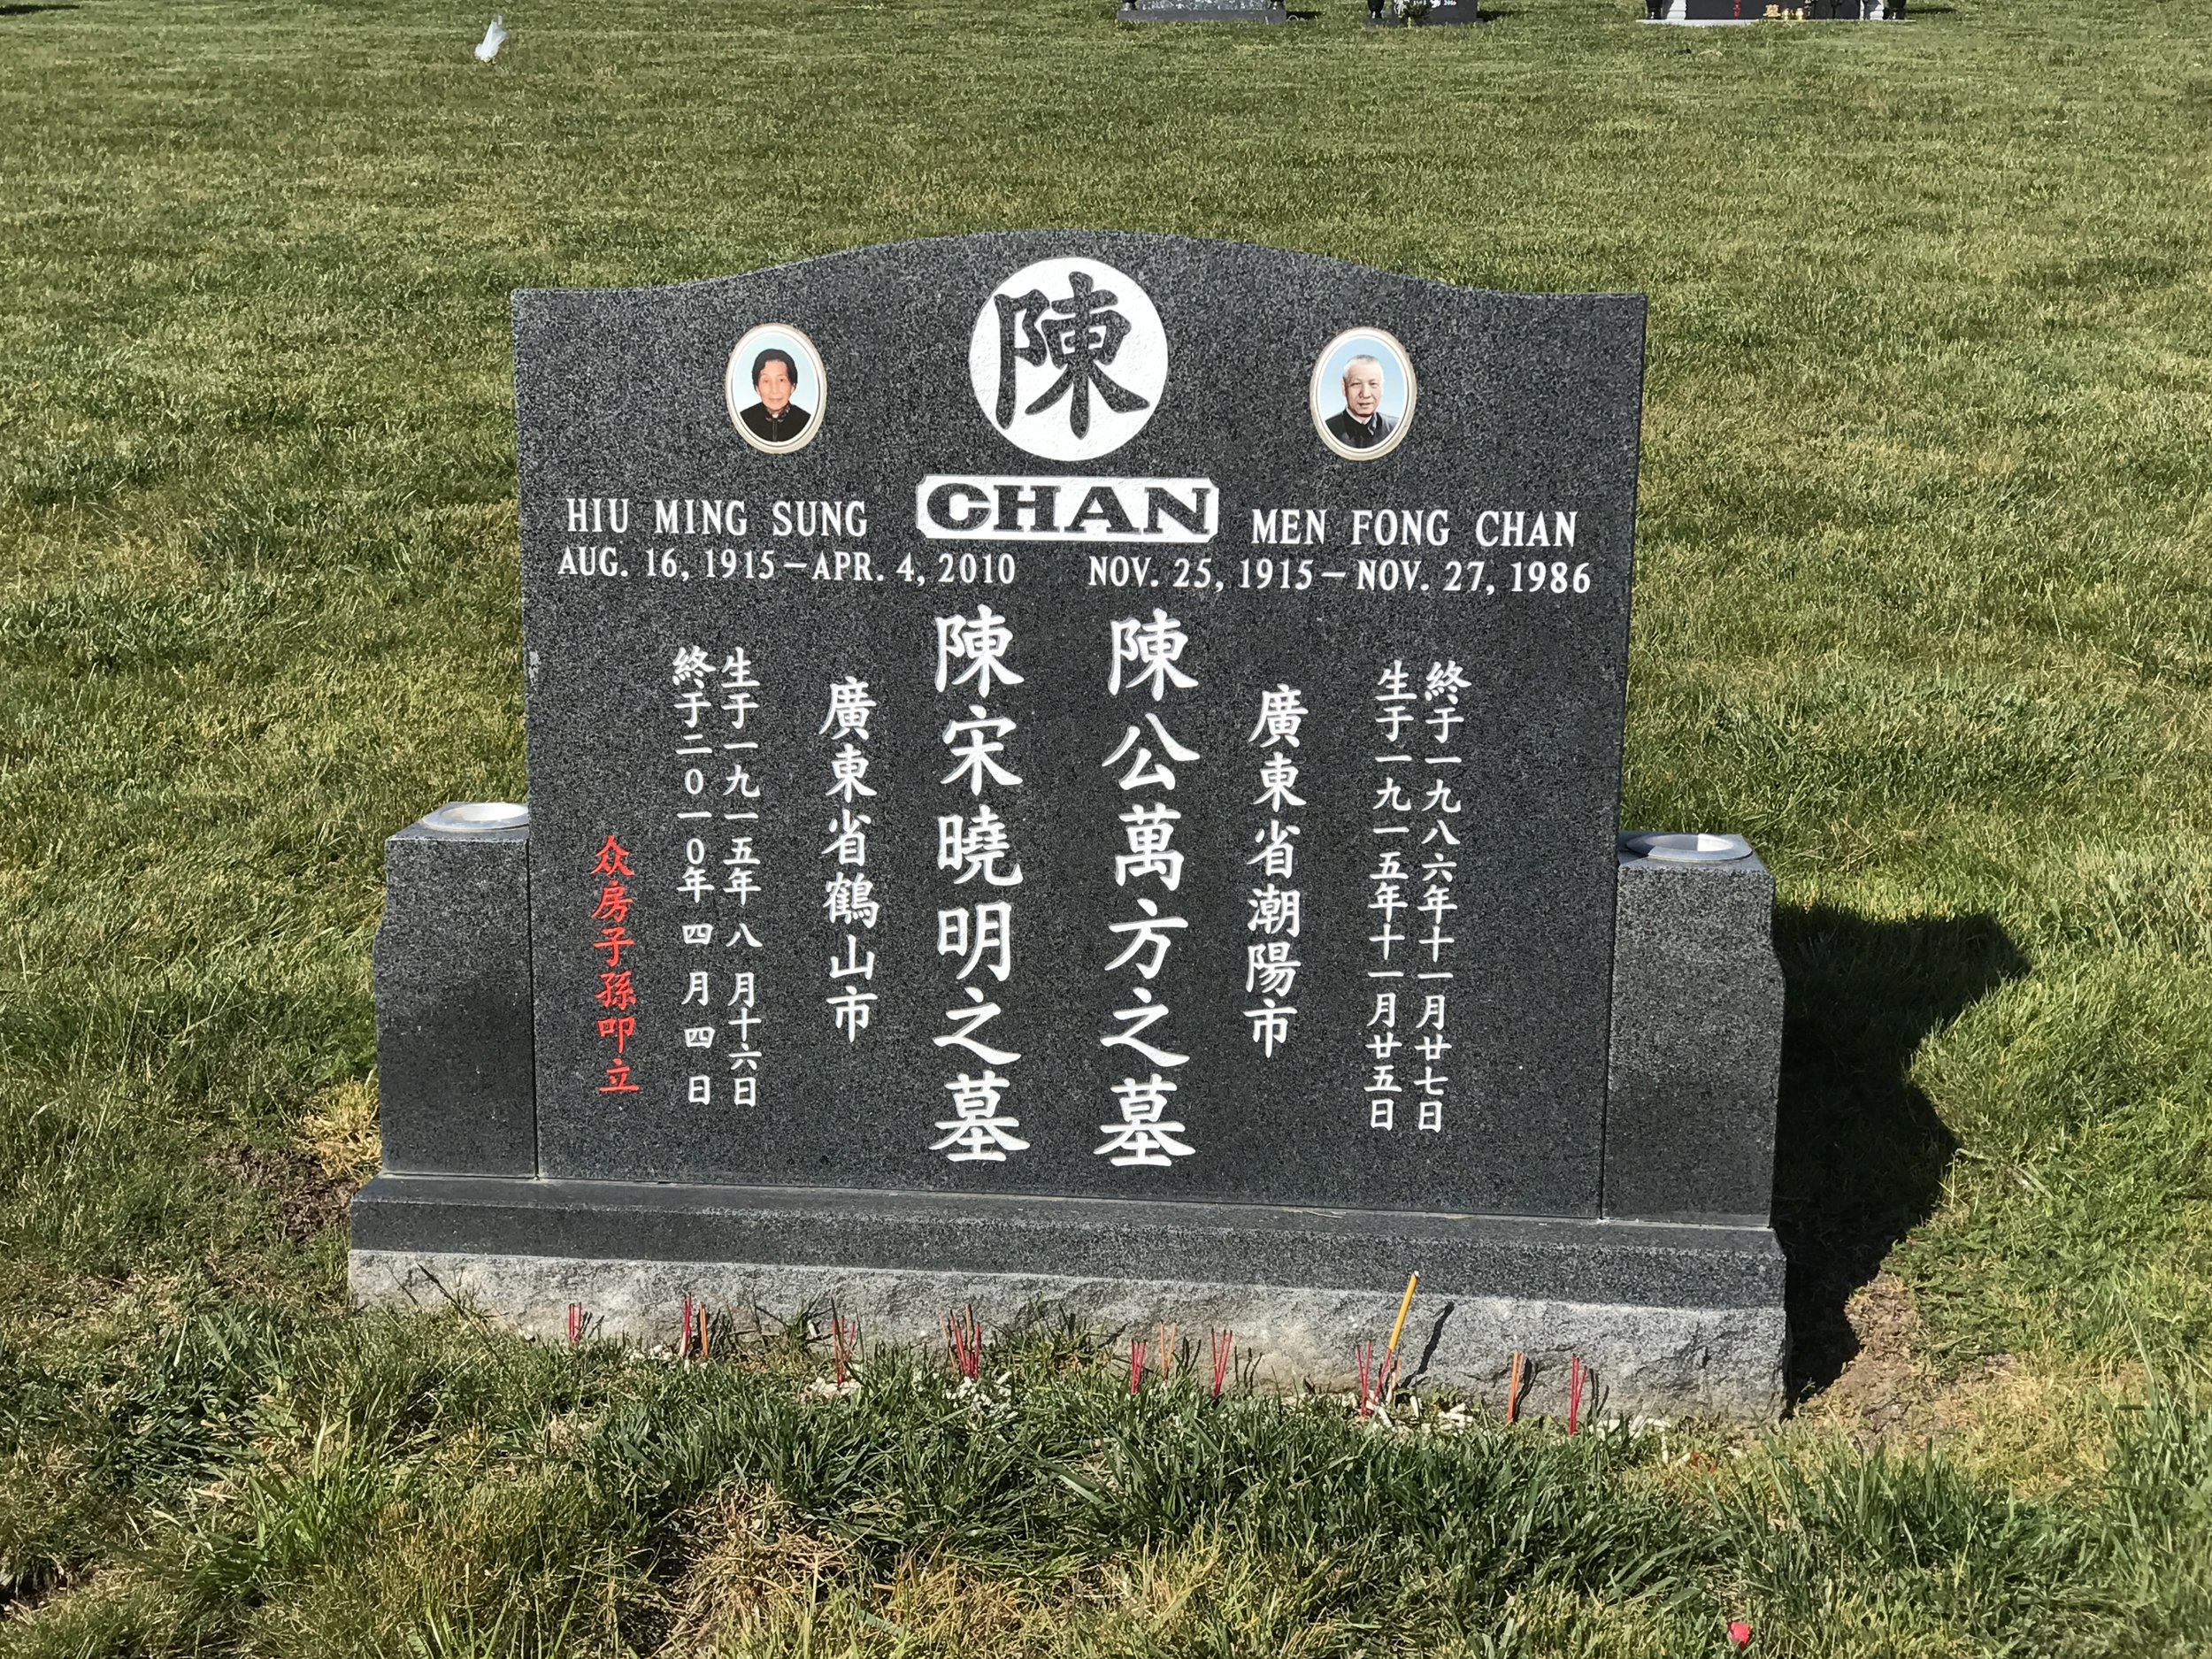 陳
CHAN
HIU MING SUNG
AUG. 16, 1915－APR. 4, 2010
MEN FONG CHAN
NOV. 25, 1915－NOV. 27, 1986
終于一九八六年十一月廿七日
生于一九一五年十一月廿五日
廣東省潮陽市
陳公萬方之墓
陳宋曉明之墓
廣東省鶴山市
生于一九一五年八月十六日
終于二０一０年四月四日
众房子孫叩立